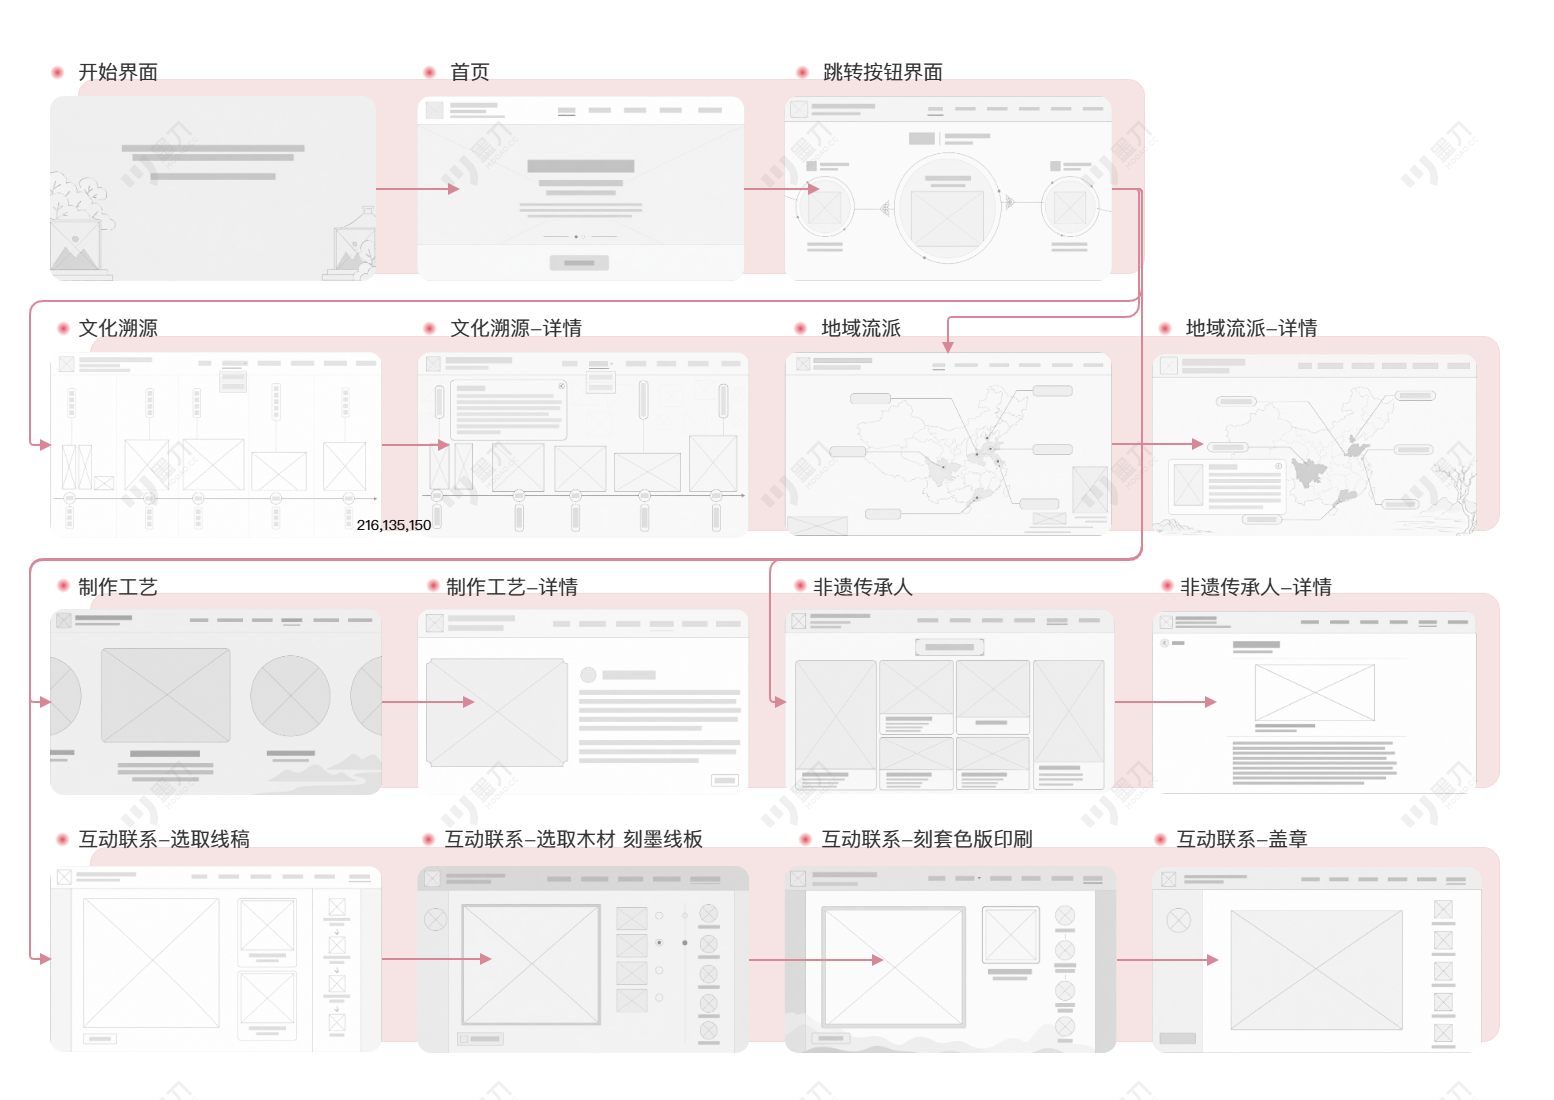 开始界面
首页
跳转按钮界面
文化溯源
文化溯源–详情
地域流派
地域流派–详情
216,135,150
制作工艺
制作工艺–详情
非遗传承人
非遗传承人–详情
互动联系–选取线稿
互动联系–选取木材 刻墨线板
互动联系–刻套色版印刷
互动联系–盖章
墨刀
MODAO.CC